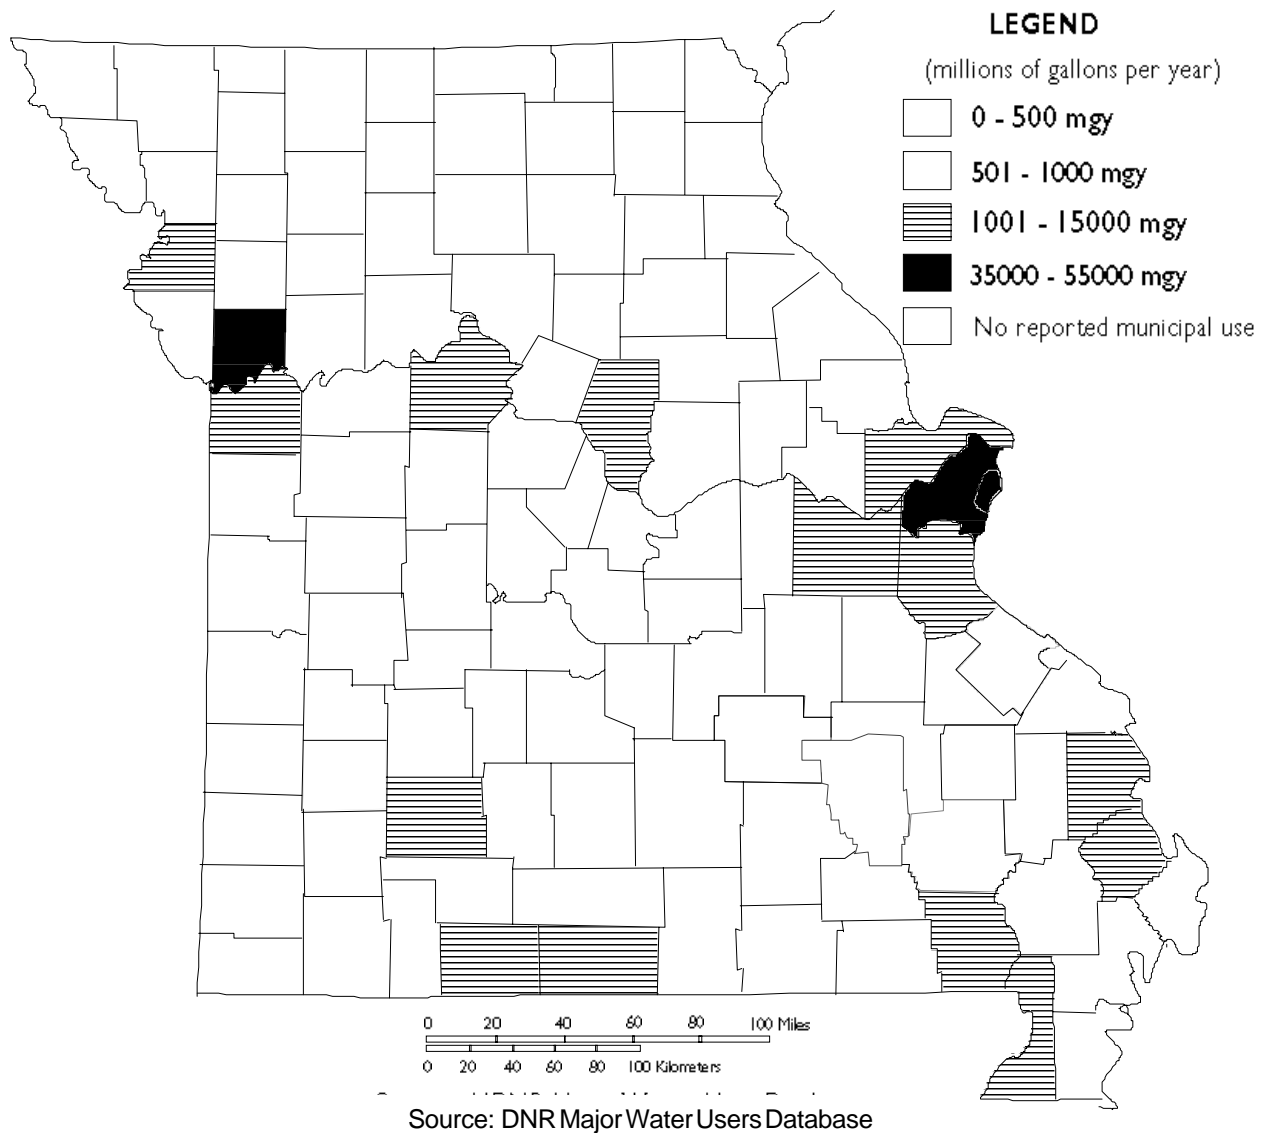 LEGEND
(millions of gallons per year)
0 - 500 mgy
501 - 1000 mgy
1001 - 15000 mgy
35000 - 55000 mgy
No reported municipal use
0 20 40 60 80 100 Miles
0 20 40 60 80 100 Kilometers
Source: DNR Major Water Users Database